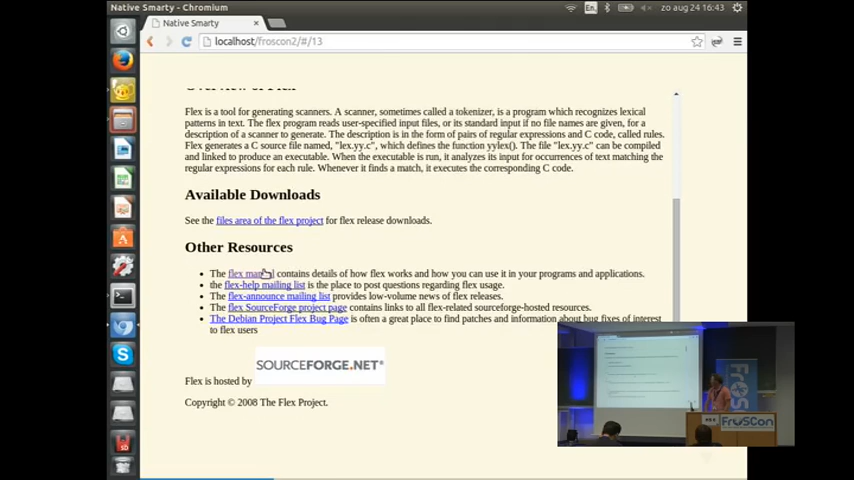 Native Smarty - Chromium
En
zo aug 24 16:43
Native Smarty
localhost/froscon2/#/13
Flex is a tool for generating scanners. A scanner, sometimes called a tokenizer, is a program which recognizes lexical
patterns in text. The flex program reads user-specified input files, or its standard input if no file names are given, for a
description of a scanner to generate. The description is in the form of pairs of regular expressions and C code, called rules.
Flex generates a C source file named, "lex.yy.c", which defines the function yylex(). The file "lex.yy.c" can be compiled
and linked to produce an executable. When the executable is run, it analyzes its input for occurrences of text matching the
regular expressions for each rule. Whenever it finds a match, it executes the corresponding C code.
Available Downloads
See the files area of the flex project for flex release downloads.
Other Resources
The flex manual contains details of how flex works and how you can use it in your programs and applications.
the flex-help mailing list is the place to post questions regarding flex usage.
The flex-announce mailing list provides low-volume news of flex releases.
The flex SourceForge project page contains links to all flex-related sourceforge-hosted resources.
The Debian Project Flex Bug Page is often a great place to find patches and information about bug fixes of interest
to flex users
Flex is hosted by SOURCEFORGE.NET®
Copyright © 2008 The Flex Project.
FrOSCon